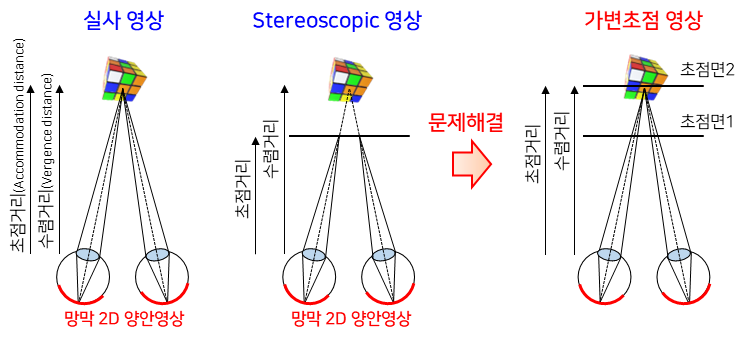 실사 영상
Stereoscopic 영상
가변초점 영상
초점거리(Accommodation distance)
수렴거리(Vergence distance)
초점거리
수렴거리
문제해결
초점거리
수렴거리
초점면2
초점면1
망막 2D 양안영상
망막 2D 양안영상